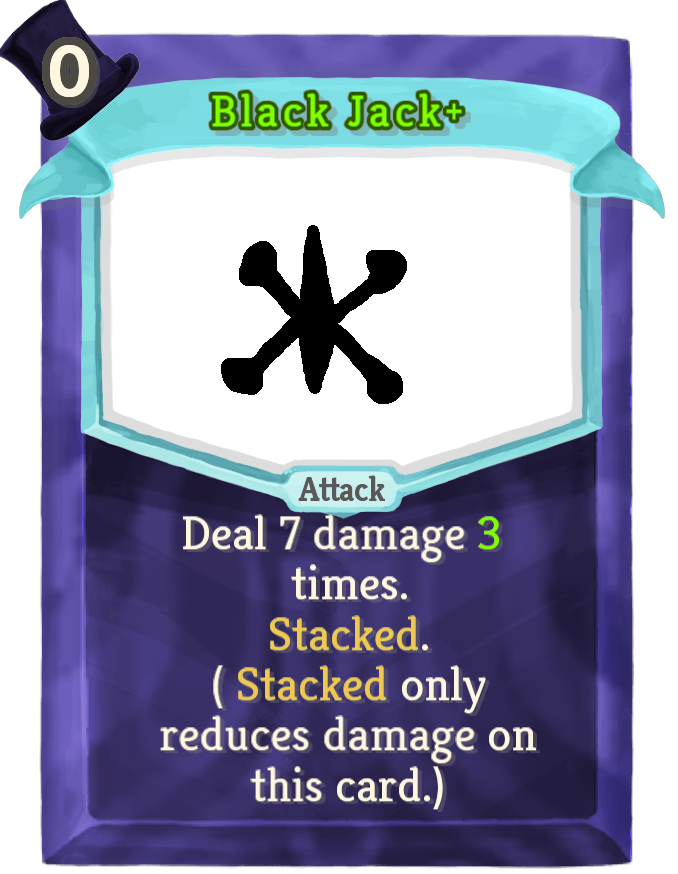 0
Black Jack+
Attack
Deal 7 damage 3
times.
Stacked.
( Stacked only
reduces damage on
this card.)